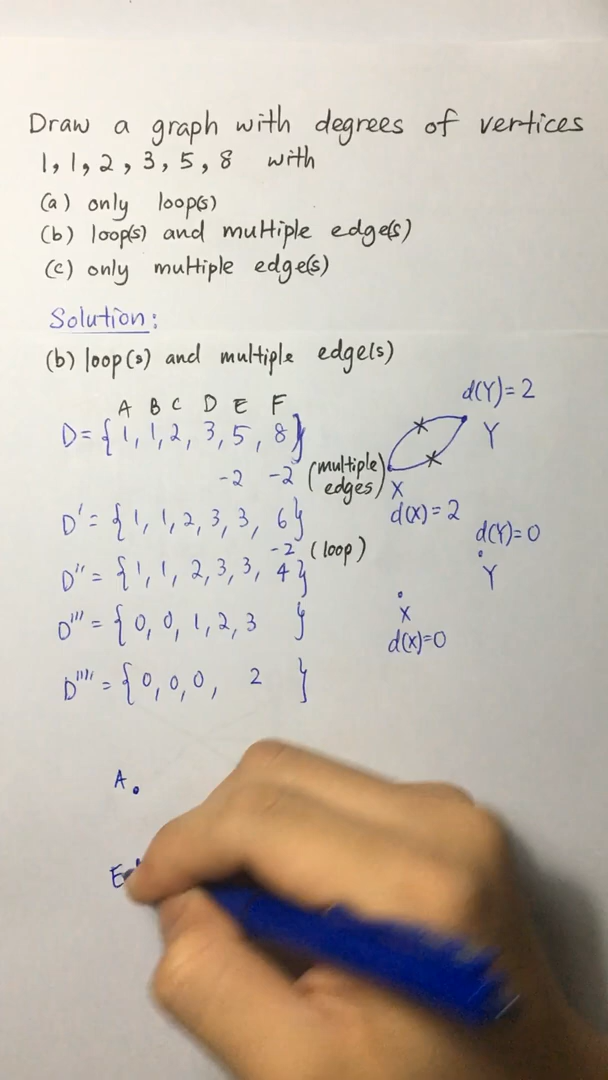 Draw a graph with degrees of vertices
1, 1, 2, 3, 5, 8 with
(a) only loop(s)
(b) loop(s) and multiple edge(s)
(c) only multiple edge(s)
Solution:
(b) loop(s) and multiple edge(s)
A B C D E F
D = { 1, 1, 2, 3, 5, 8 }
-2 -2 (multiple edges)
D' = { 1, 1, 2, 3, 3, 6 }
-2 (loop)
D'' = { 1, 1, 2, 3, 3, 4 }
D''' = { 0, 0, 1, 2, 3 }
D'''' = { 0, 0, 0, 2 }
d(Y) = 2
Y
X
d(X) = 2
d(Y) = 0
Y
X
d(X) = 0
A
E